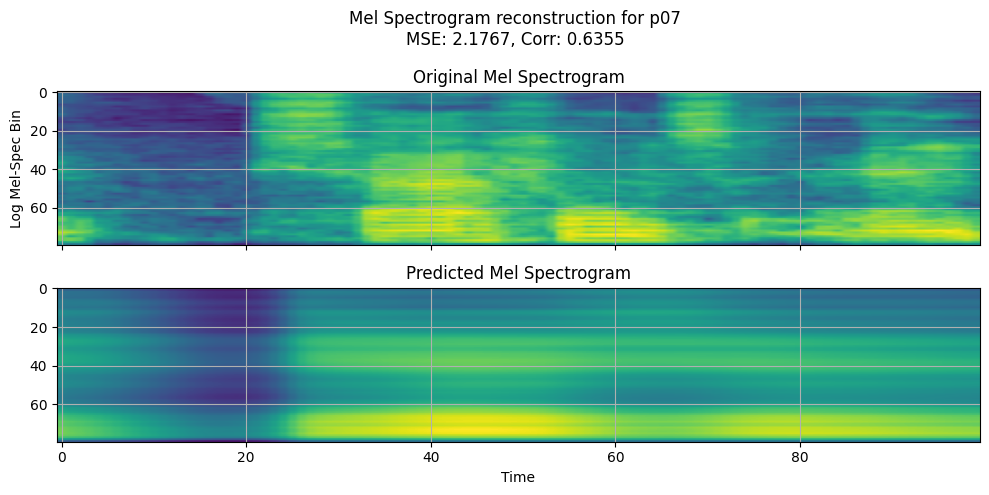 Mel Spectrogram reconstruction for p07
MSE: 2.1767, Corr: 0.6355
Original Mel Spectrogram
0
20
40
60
Log Mel-Spec Bin
Predicted Mel Spectrogram
0
20
40
60
0 20 40 60 80
Time